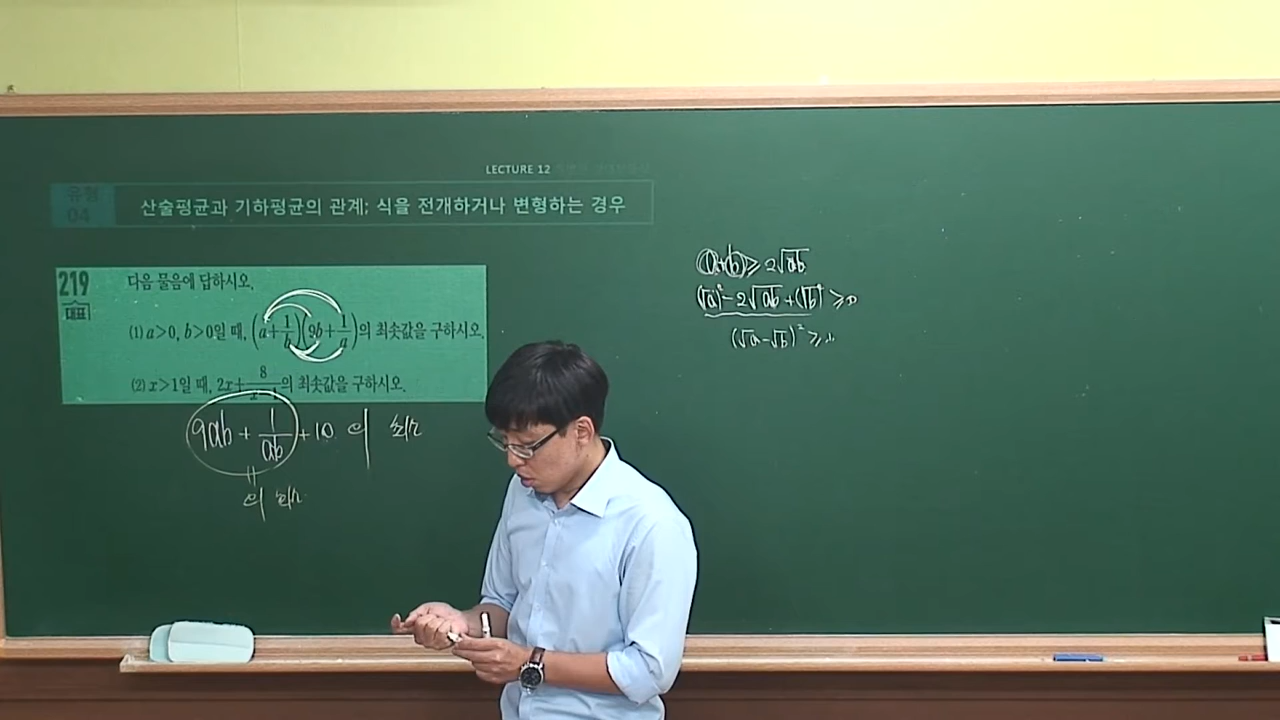 LECTURE 12
유형
04
산술평균과 기하평균의 관계; 식을 전개하거나 변형하는 경우
219
대표
다음 물음에 답하시오.
(1) a>0, b>0일 때, (a+1/b)(9b+1/a)의 최솟값을 구하시오.
(2) x>1일 때, 2x+ 8/ 의 최솟값을 구하시오.
9ab + 1/ab + 10 의 최소
의 최소
a+b ≥ 2√ab
(√a)² - 2√ab + (√b)² ≥ 0
(√a-√b)² ≥